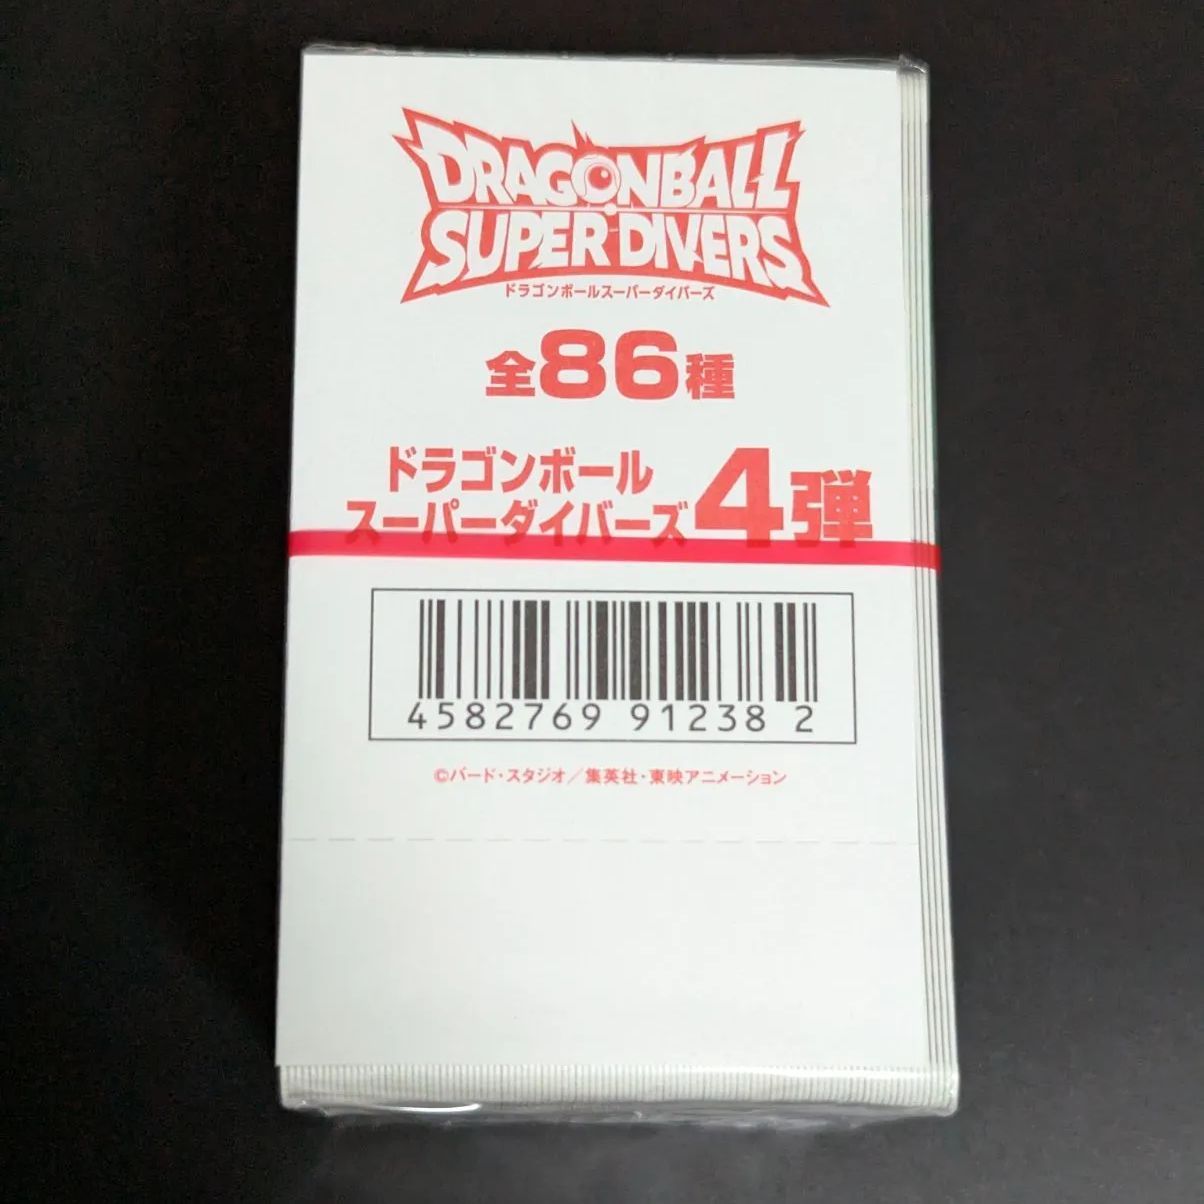 DRAGONBALL
SUPER DIVERS
ドラゴンボールスーパーダイバーズ
全86種
ドラゴンボール
スーパーダイバーズ4弾
4582769 91238 2
©バード・スタジオ／集英社・東映アニメーション